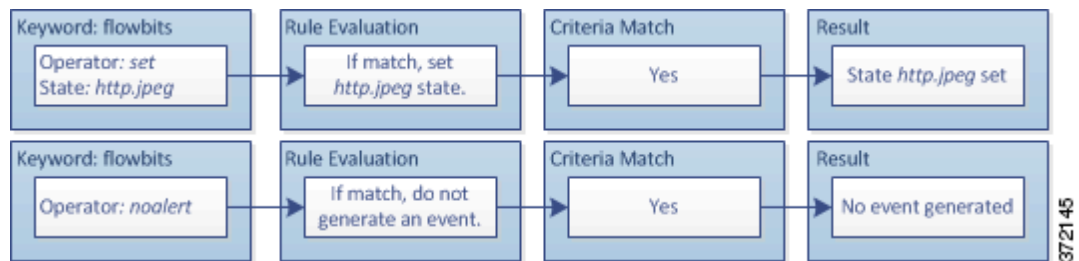 Keyword: flowbits
Operator: set
State: http.jpeg
Rule Evaluation
If match, set
http.jpeg state.
Criteria Match
Yes
Result
State http.jpeg set
Keyword: flowbits
Operator: noalert
Rule Evaluation
If match, do not
generate an event.
Criteria Match
Yes
Result
No event generated
372145